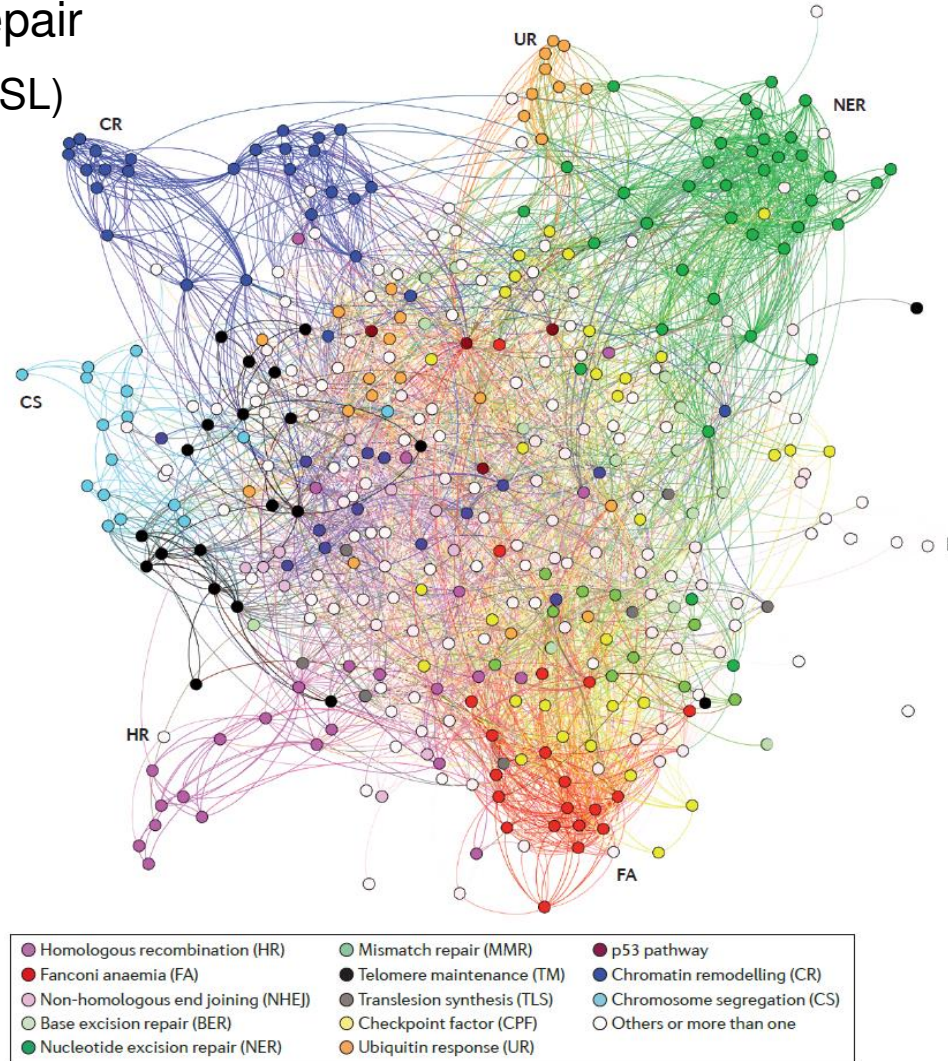 epair
SL)
UR
NER
CR
CS
HR
FA
Homologous recombination (HR)
Fanconi anaemia (FA)
Non-homologous end joining (NHEJ)
Base excision repair (BER)
Nucleotide excision repair (NER)
Mismatch repair (MMR)
Telomere maintenance (TM)
Translesion synthesis (TLS)
Checkpoint factor (CPF)
Ubiquitin response (UR)
p53 pathway
Chromatin remodelling (CR)
Chromosome segregation (CS)
Others or more than one